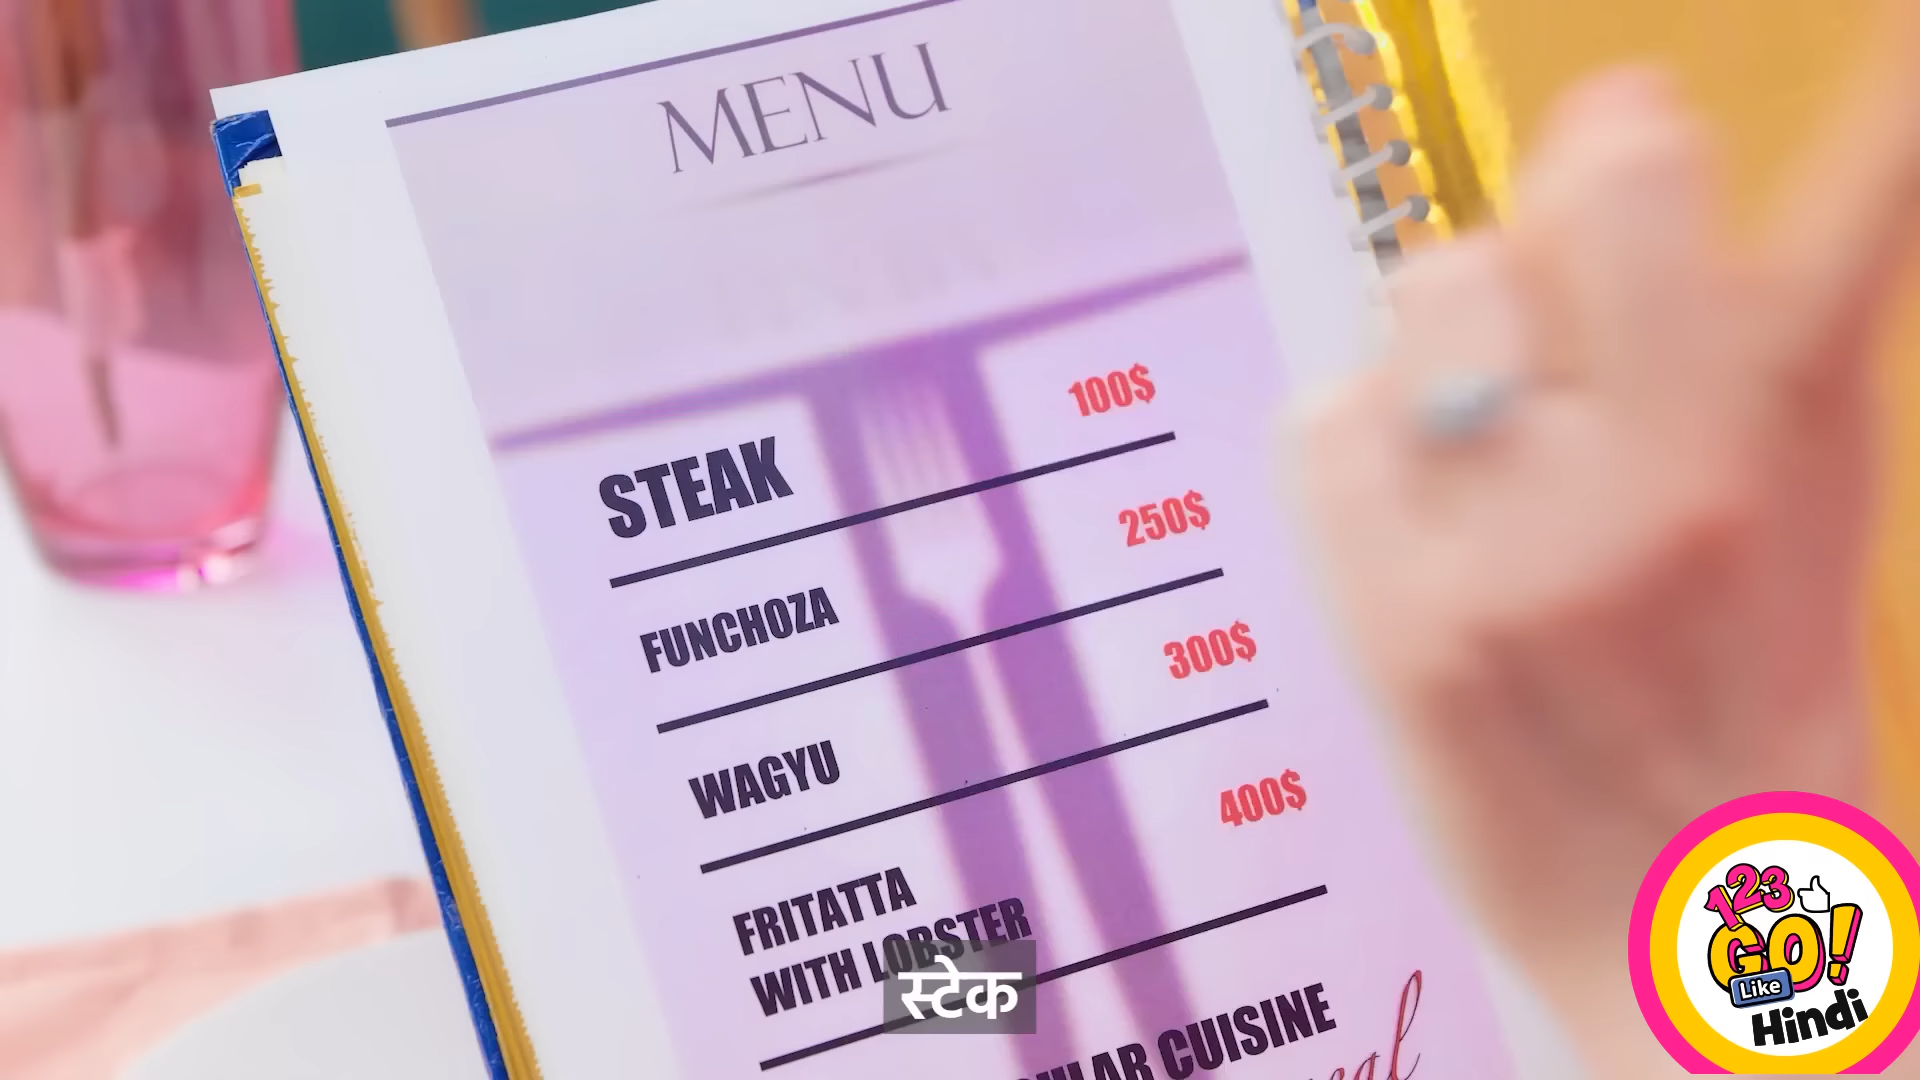 MENU
100$
STEAK
250$
FUNCHOZA
300$
WAGYU
400$
FRITATTA
WITH LOBSTER
स्टेक
CUISINE
123
GO!
Like
Hindi